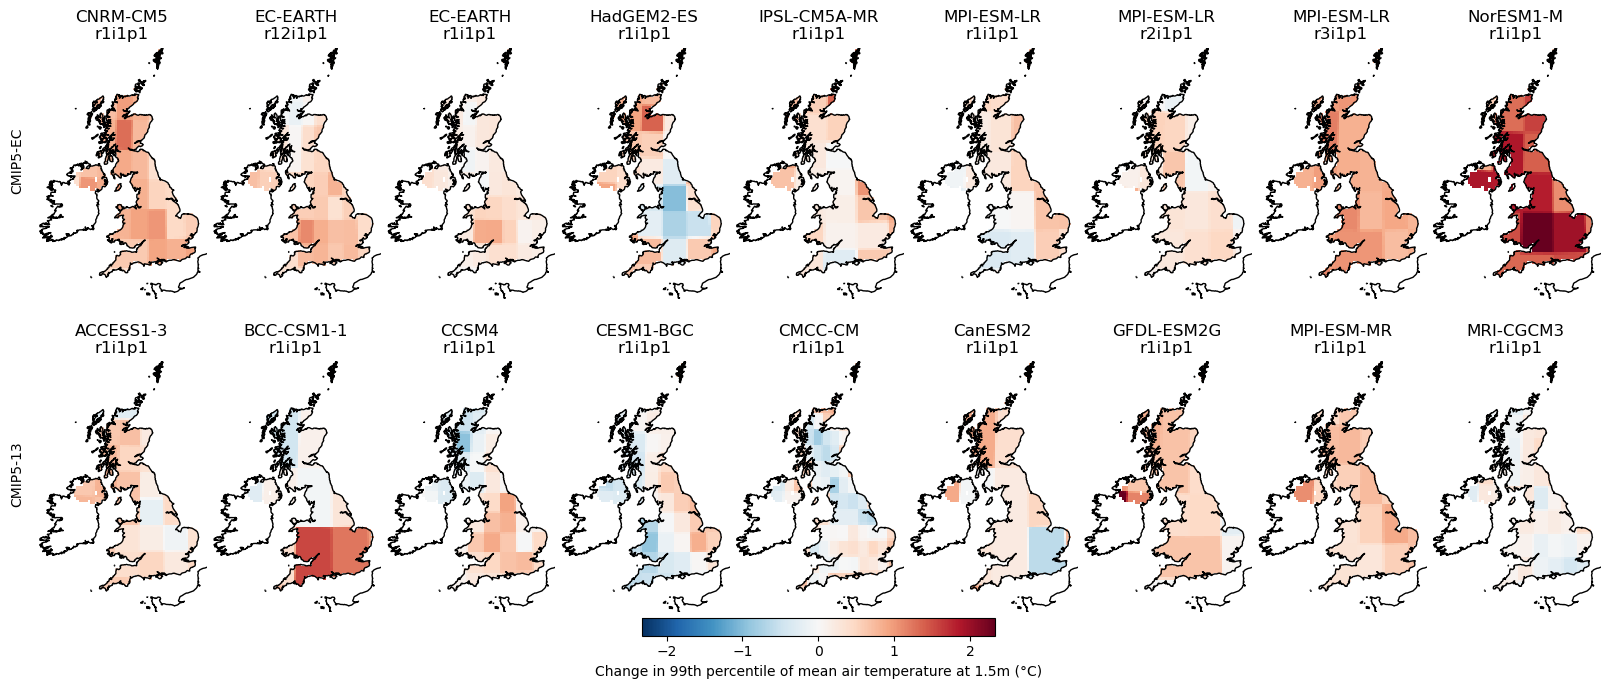 CNRM-CM5 EC-EARTH EC-EARTH HadGEM2-ES IPSL-CM5A-MR MPI-ESM-LR MPI-ESM-LR MPI-ESM-LR NorESM1-M
r1i1p1 r12i1p1 r1i1p1 r1i1p1 r1i1p1 r1i1p1 r2i1p1 r3i1p1 r1i1p1
CMIP5-EC
ACCESS1-3 BCC-CSM1-1 CCSM4 CESM1-BGC CMCC-CM CanESM2 GFDL-ESM2G MPI-ESM-MR MRI-CGCM3
r1i1p1 r1i1p1 r1i1p1 r1i1p1 r1i1p1 r1i1p1 r1i1p1 r1i1p1 r1i1p1
CMIP5-13
−2 −1 0 1 2
Change in 99th percentile of mean air temperature at 1.5m (°C)